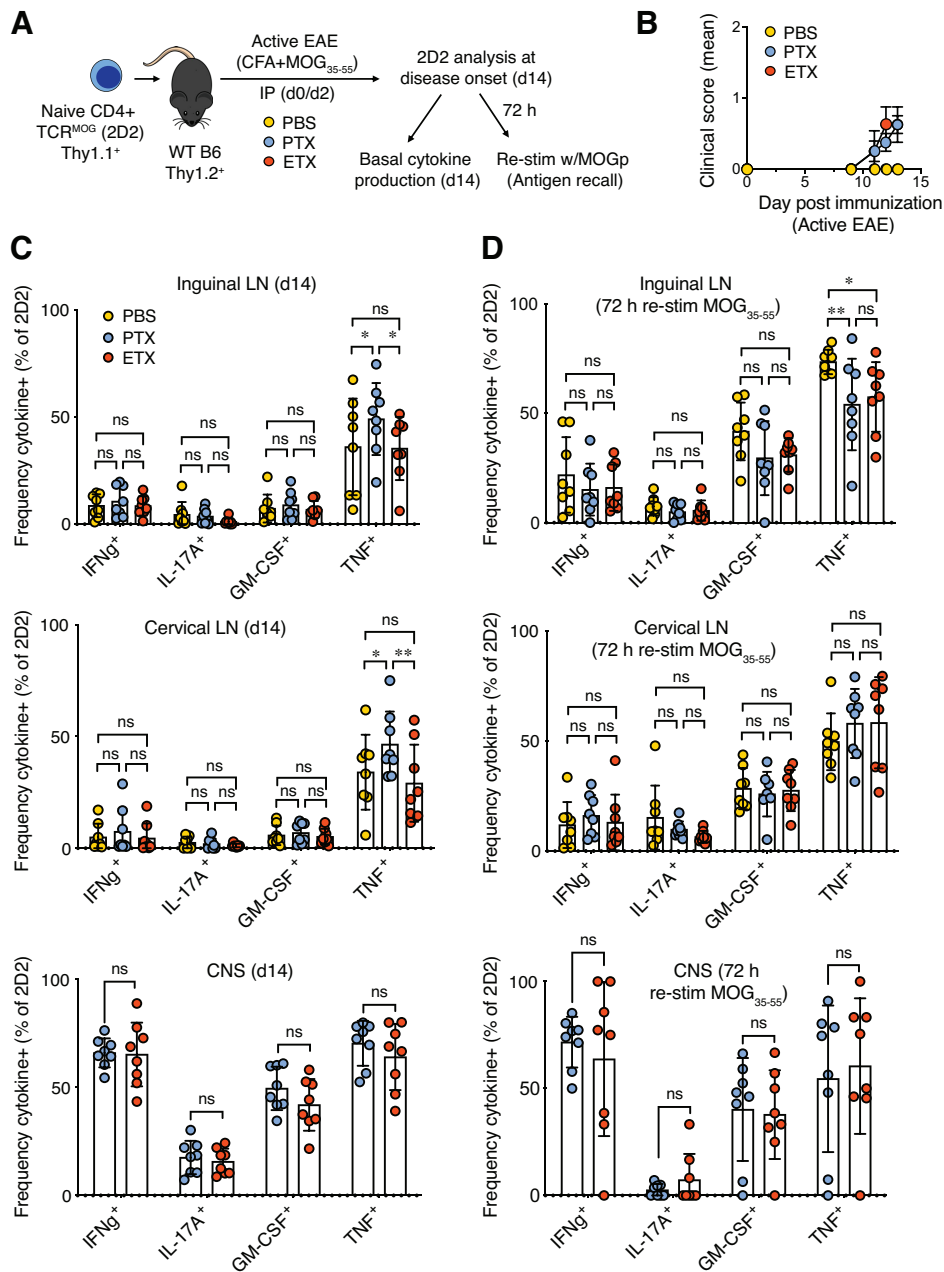 A
Naive CD4+
TCRMOG (2D2)
Thy1.1+
WT B6
Thy1.2+
Active EAE
(CFA+MOG35-55)
IP (d0/d2)
PBS
PTX
ETX
2D2 analysis at
disease onset (d14)
72 h
Basal cytokine
production (d14)
Re-stim w/MOGp
(Antigen recall)
B
Clinical score (mean)
2
1
0
0
5
10
15
PBS
PTX
ETX
Day post immunization
(Active EAE)
C
Inguinal LN (d14)
Frequency cytokine+ (% of 2D2)
100
50
0
PBS
PTX
ETX
ns
ns
ns
ns
ns
ns
ns
ns
ns
ns
*
*
IFNg+
IL-17A+
GM-CSF+
TNF+
Cervical LN (d14)
Frequency cytokine+ (% of 2D2)
100
50
0
ns
ns
ns
ns
ns
ns
ns
ns
ns
ns
*
**
IFNg+
IL-17A+
GM-CSF+
TNF+
CNS (d14)
Frequency cytokine+ (% of 2D2)
100
50
0
ns
ns
ns
ns
IFNg+
IL-17A+
GM-CSF+
TNF+
D
Inguinal LN
(72 h re-stim MOG35-55)
Frequency cytokine+ (% of 2D2)
100
50
0
ns
ns
ns
ns
ns
ns
ns
ns
ns
*
**
ns
IFNg+
IL-17A+
GM-CSF+
TNF+
Cervical LN
(72 h re-stim MOG35-55)
Frequency cytokine+ (% of 2D2)
100
50
0
ns
ns
ns
ns
ns
ns
ns
ns
ns
ns
ns
ns
IFNg+
IL-17A+
GM-CSF+
TNF+
CNS (72 h
re-stim MOG35-55)
Frequency cytokine+ (% of 2D2)
100
50
0
ns
ns
ns
ns
IFNg+
IL-17A+
GM-CSF+
TNF+